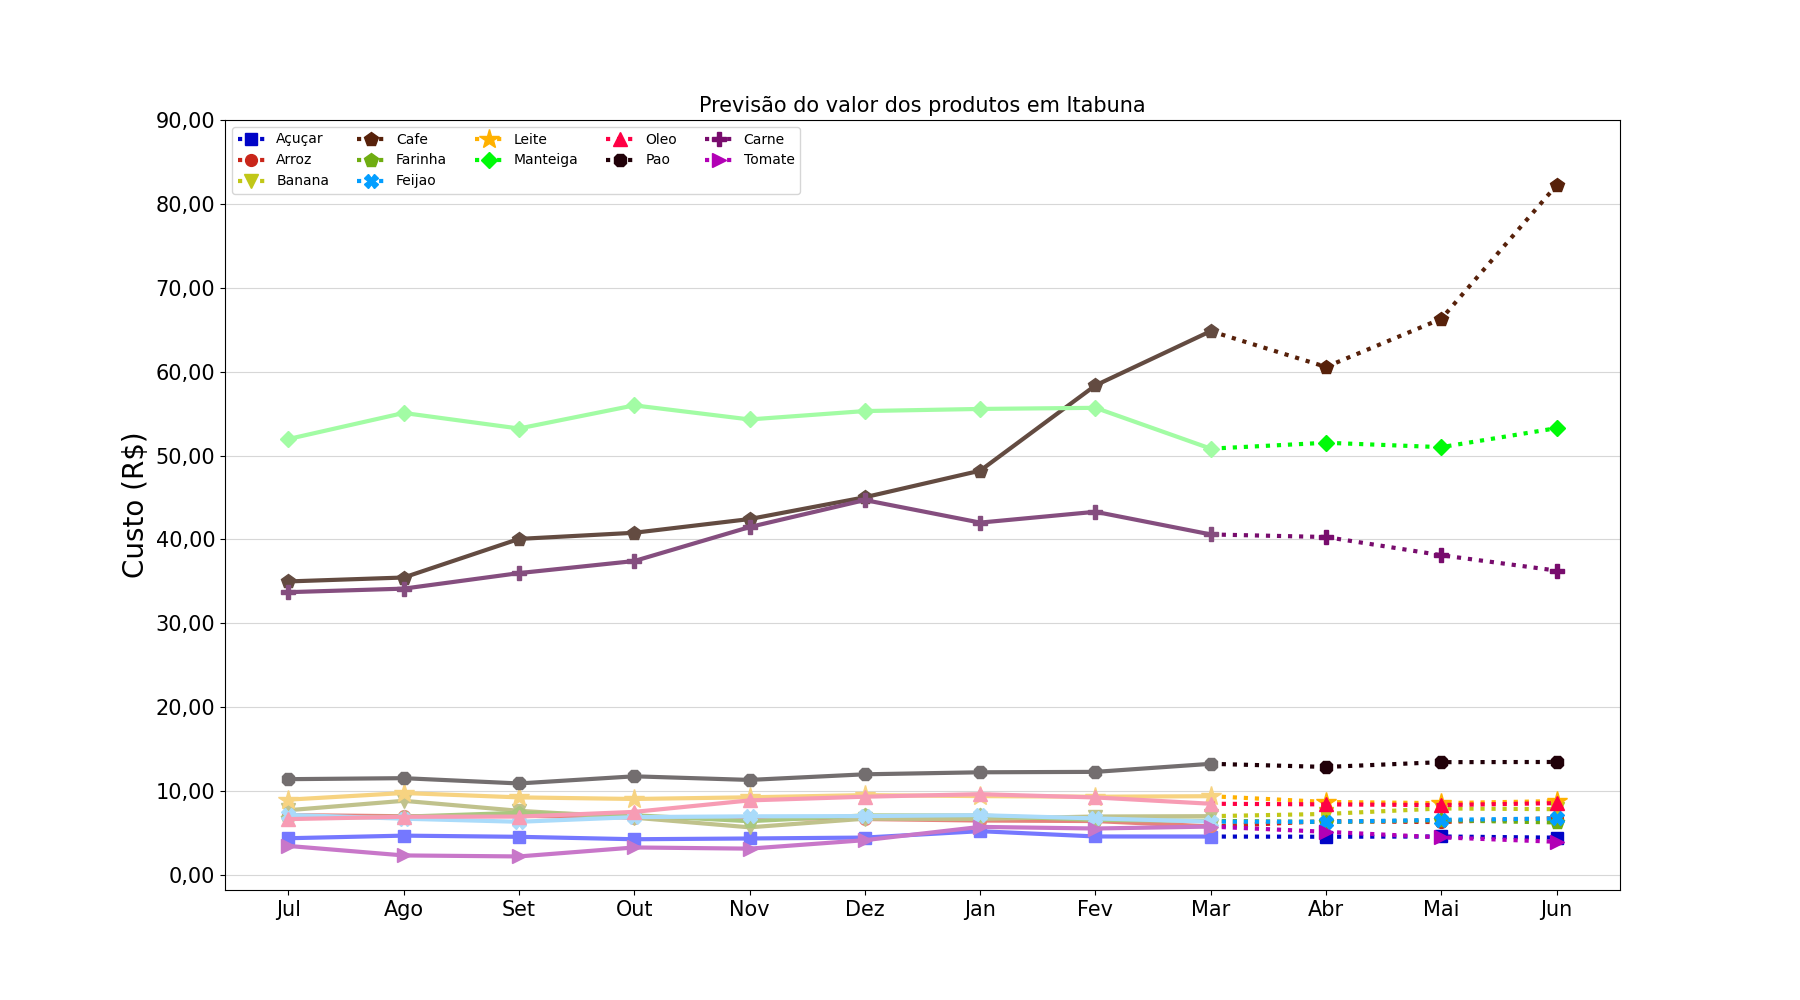 Previsão do valor dos produtos em Itabuna
Açuçar Cafe Leite Oleo Carne
Arroz Farinha Manteiga Pao Tomate
Banana Feijao
90,00
80,00
70,00
60,00
50,00
40,00
30,00
20,00
10,00
0,00
Custo (R$)
Jul Ago Set Out Nov Dez Jan Fev Mar Abr Mai Jun